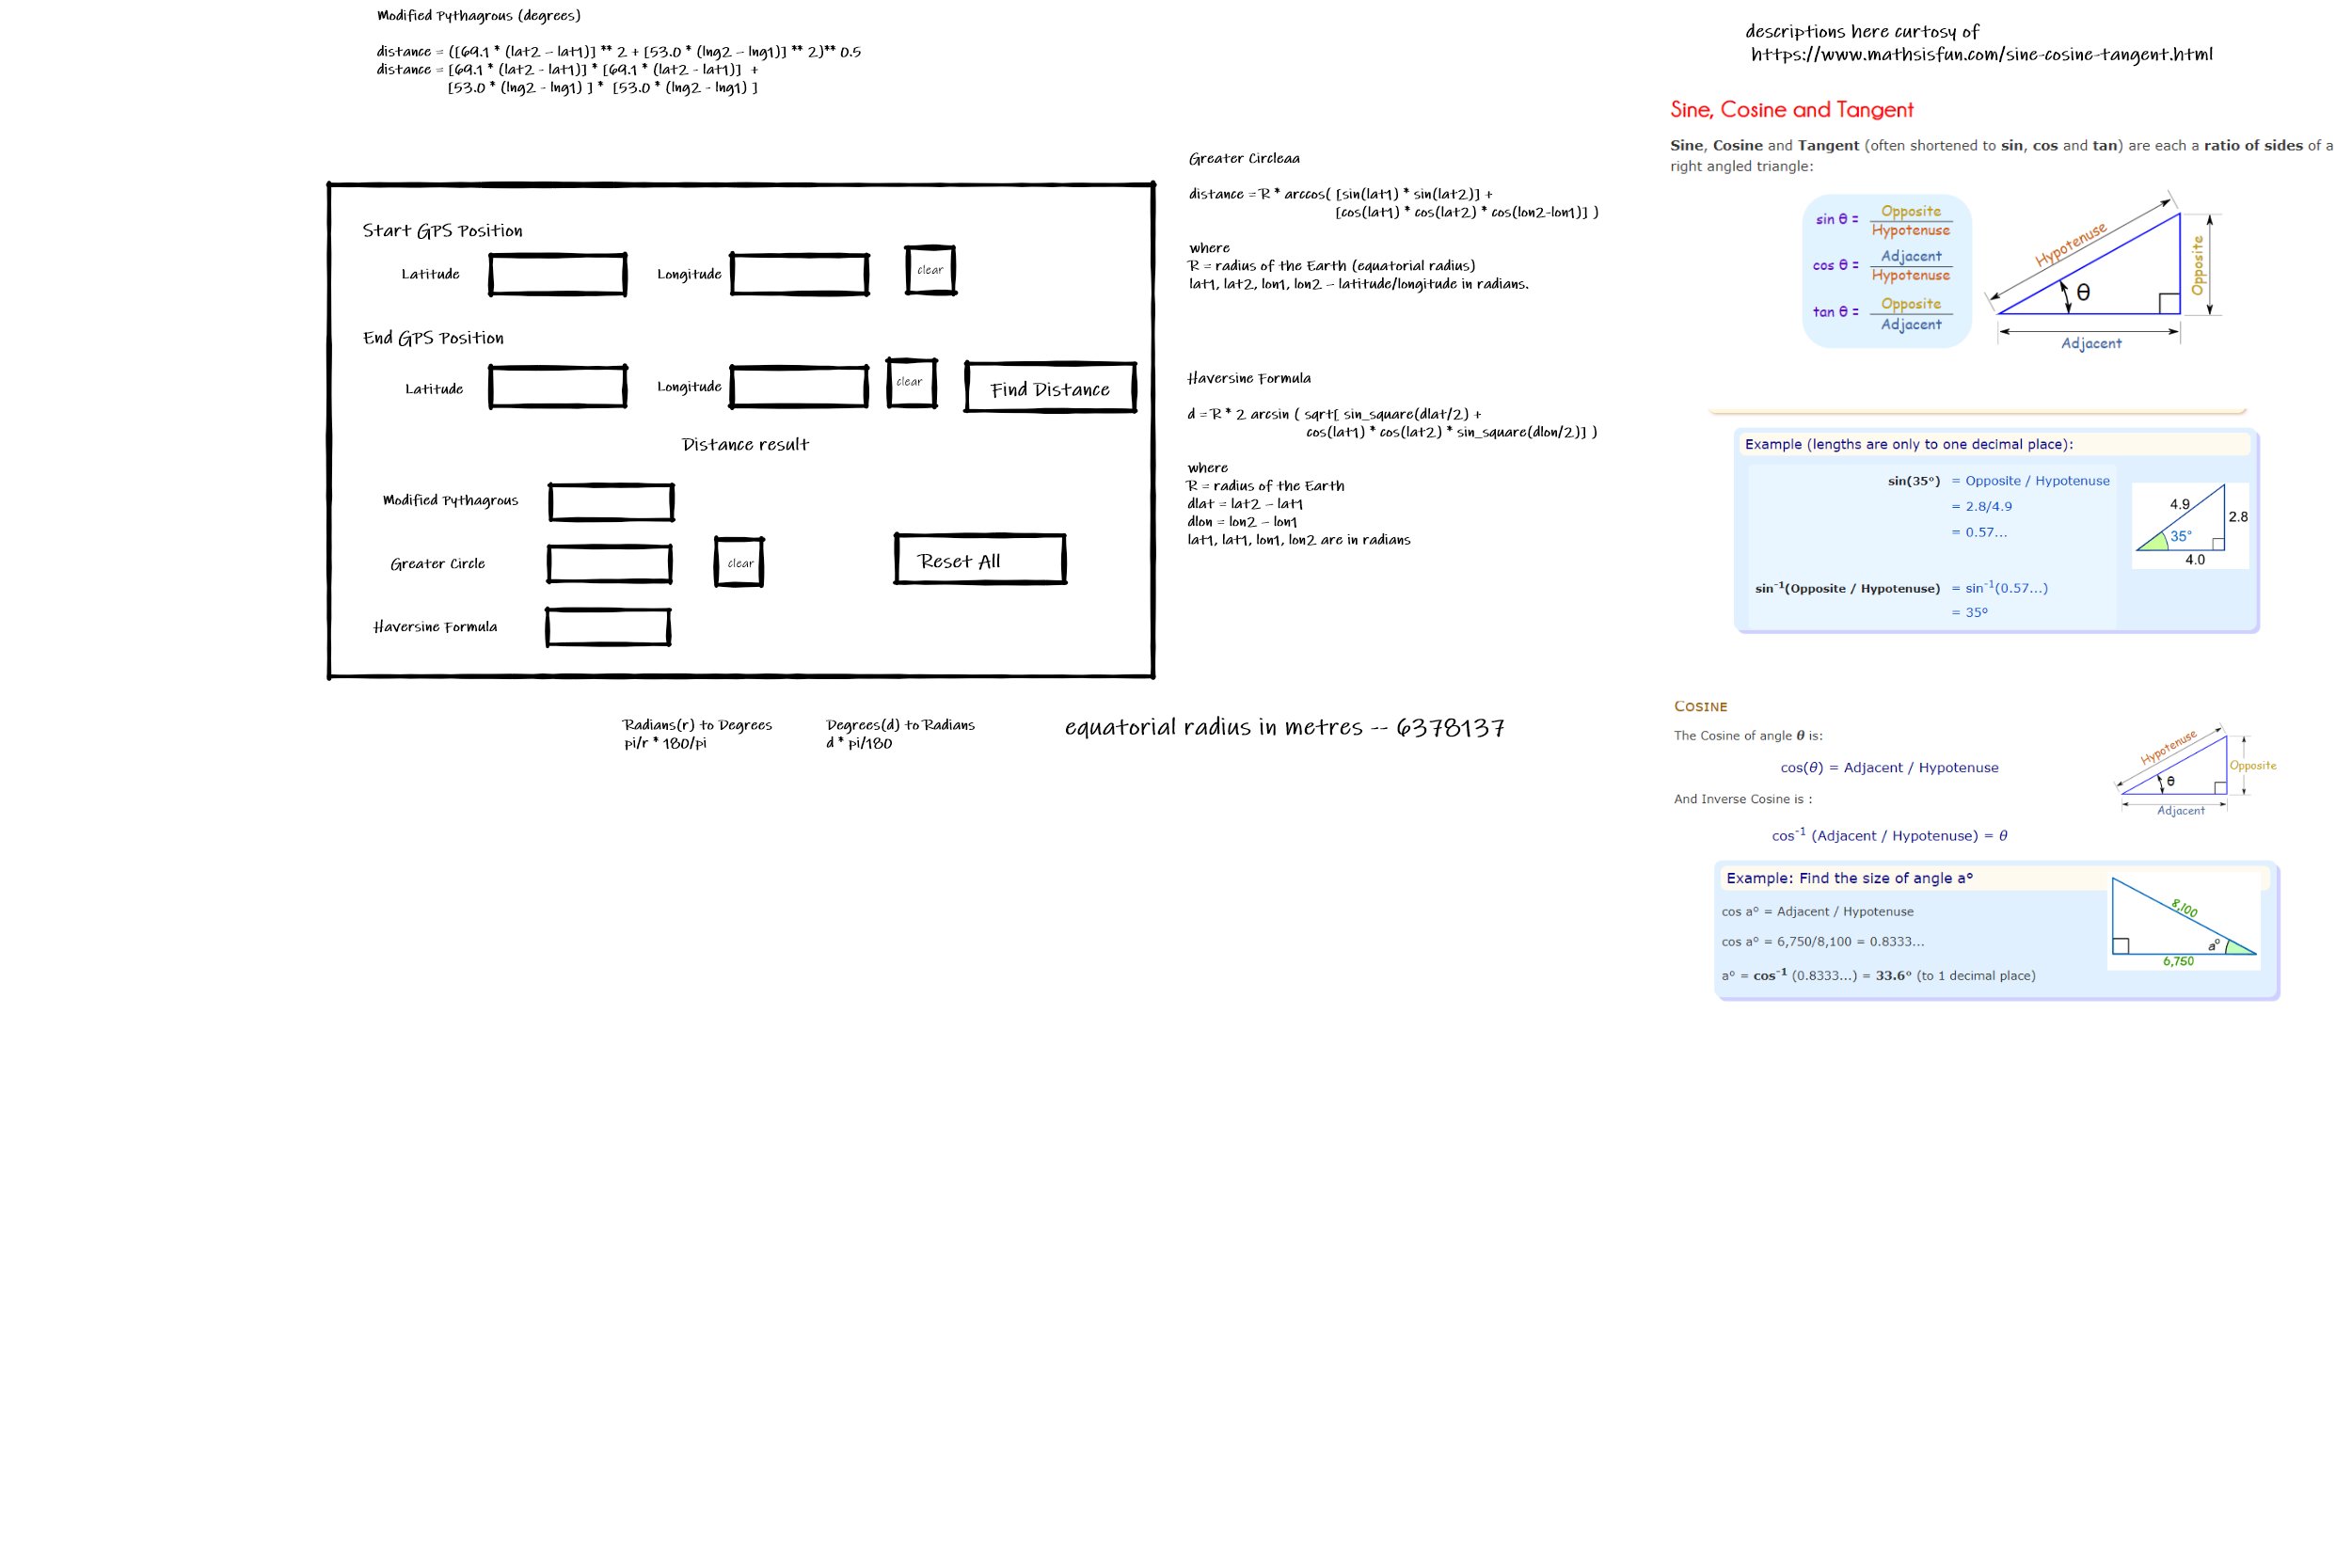 Modified Pythagrous (degrees)
distance = ([69.1 * (lat2 – lat1)] ** 2 + [53.0 * (lng2 – lng1)] ** 2)** 0.5
distance = [69.1 * (lat2 - lat1)] * [69.1 * (lat2 - lat1)] +
[53.0 * (lng2 - lng1) ] * [53.0 * (lng2 - lng1) ]
Start GPS Position
Latitude
Longitude
clear
End GPS Position
Latitude
Longitude
clear
Find Distance
Distance result
Modified Pythagrous
Greater Circle
clear
Reset All
Haversine Formula
Radians(r) to Degrees
pi/r * 180/pi
Degrees(d) to Radians
d * pi/180
equatorial radius in metres -- 6378137
Greater Circleaa
distance = R * arccos( [sin(lat1) * sin(lat2)] +
[cos(lat1) * cos(lat2) * cos(lon2-lon1)] )
where
R = radius of the Earth (equatorial radius)
lat1, lat2, lon1, lon2 – latitude/longitude in radians.
Haversine Formula
d = R * 2 arcsin ( sqrt[ sin_square(dlat/2) +
cos(lat1) * cos(lat2) * sin_square(dlon/2)] )
where
R = radius of the Earth
dlat = lat2 – lat1
dlon = lon2 – lon1
lat1, lat1, lon1, lon2 are in radians
descriptions here curtosy of
https://www.mathsisfun.com/sine-cosine-tangent.html
Sine, Cosine and Tangent
Sine, Cosine and Tangent (often shortened to sin, cos and tan) are each a ratio of sides of a
right angled triangle:
sin θ = Opposite / Hypotenuse
cos θ = Adjacent / Hypotenuse
tan θ = Opposite / Adjacent
Hypotenuse
Opposite
θ
Adjacent
Example (lengths are only to one decimal place):
sin(35°) = Opposite / Hypotenuse
= 2.8/4.9
= 0.57...
sin⁻¹(Opposite / Hypotenuse) = sin⁻¹(0.57...)
= 35º
4.9
2.8
35°
4.0
COSINE
The Cosine of angle θ is:
cos(θ) = Adjacent / Hypotenuse
And Inverse Cosine is :
cos⁻¹ (Adjacent / Hypotenuse) = θ
Hypotenuse
Opposite
θ
Adjacent
Example: Find the size of angle a°
cos a° = Adjacent / Hypotenuse
cos a° = 6,750/8,100 = 0.8333...
a° = cos⁻¹ (0.8333...) = 33.6° (to 1 decimal place)
8,100
a°
6,750